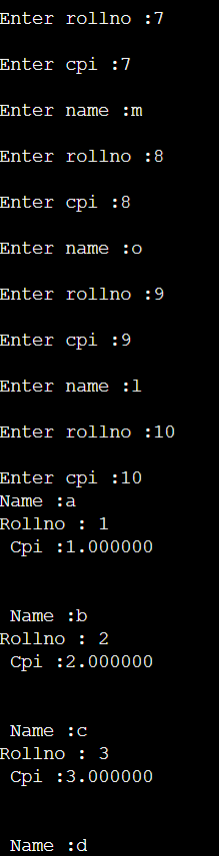 Enter rollno :7
Enter cpi :7
Enter name :m
Enter rollno :8
Enter cpi :8
Enter name :o
Enter rollno :9
Enter cpi :9
Enter name :l
Enter rollno :10
Enter cpi :10
Name :a
Rollno : 1
Cpi :1.000000
Name :b
Rollno : 2
Cpi :2.000000
Name :c
Rollno : 3
Cpi :3.000000
Name :d